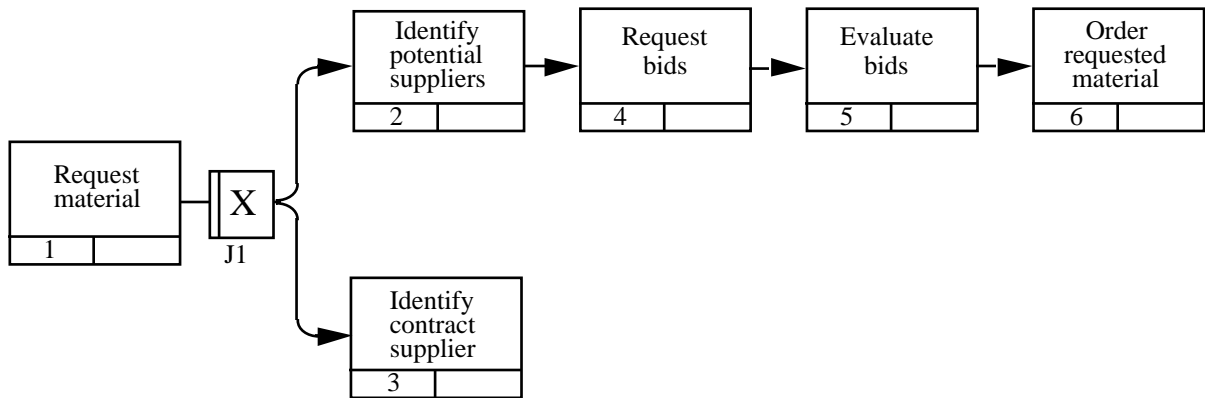 Identify
potential
suppliers
2
Request
bids
4
Evaluate
bids
5
Order
requested
material
6
Request
material
1
X
J1
Identify
contract
supplier
3